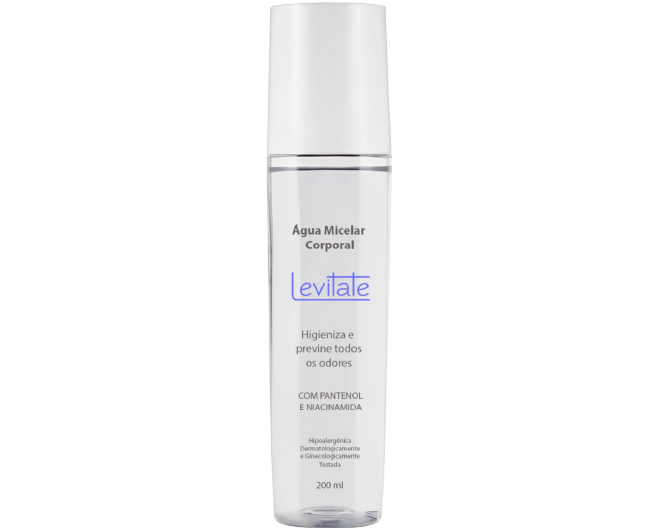 Água Micelar
Corporal
Levitate
Higieniza e
previne todos
os odores
COM PANTENOL
E NIACINAMIDA
Hipoalergênica
Dermatologicamente
e Ginecologicamente
Testada
200 ml